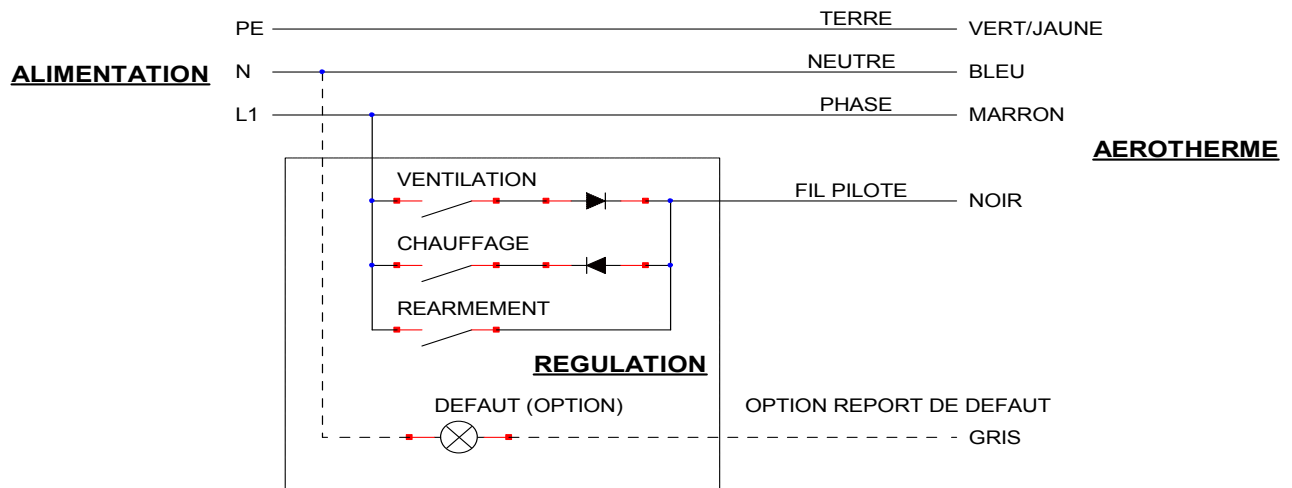 PE TERRE VERT/JAUNE
ALIMENTATION N NEUTRE BLEU
L1 PHASE MARRON
AEROTHERME
VENTILATION FIL PILOTE NOIR
CHAUFFAGE
REARMEMENT
REGULATION
DEFAUT (OPTION) OPTION REPORT DE DEFAUT
GRIS